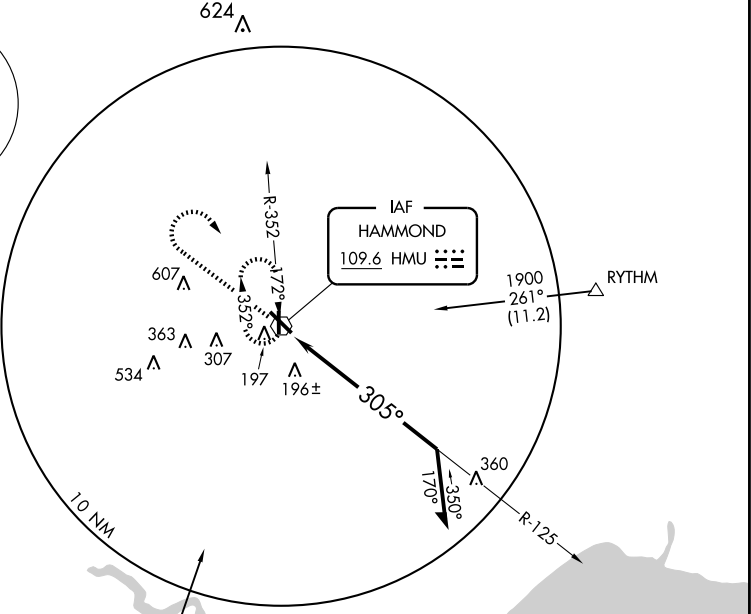 624
IAF
HAMMOND
109.6 HMU
R-352
172°
352°
607
363
307
534
197
196±
1900
261°
(11.2)
RYTHM
305°
360
170°
350°
R-125
10 NM